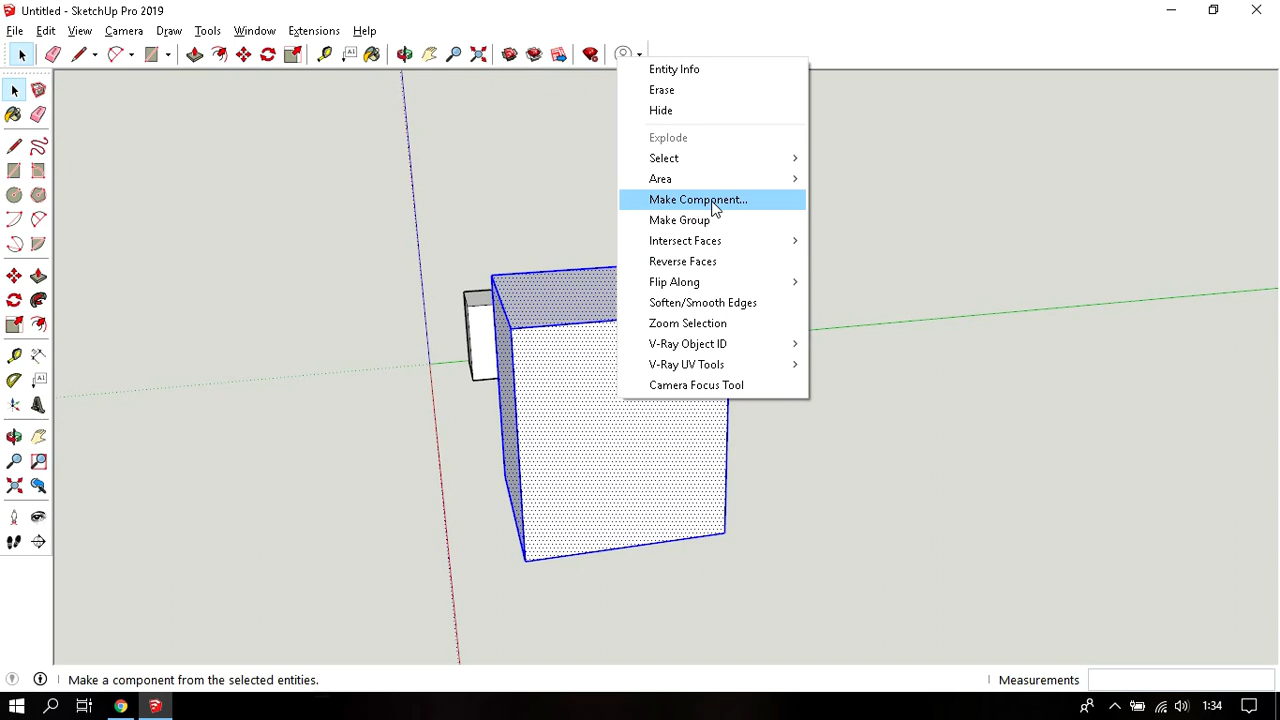 Untitled - SketchUp Pro 2019
File Edit View Camera Draw Tools Window Extensions Help
Entity Info
Erase
Hide
Explode
Select
Area
Make Component...
Make Group
Intersect Faces
Reverse Faces
Flip Along
Soften/Smooth Edges
Zoom Selection
V-Ray Object ID
V-Ray UV Tools
Camera Focus Tool
Make a component from the selected entities.
Measurements
1:34